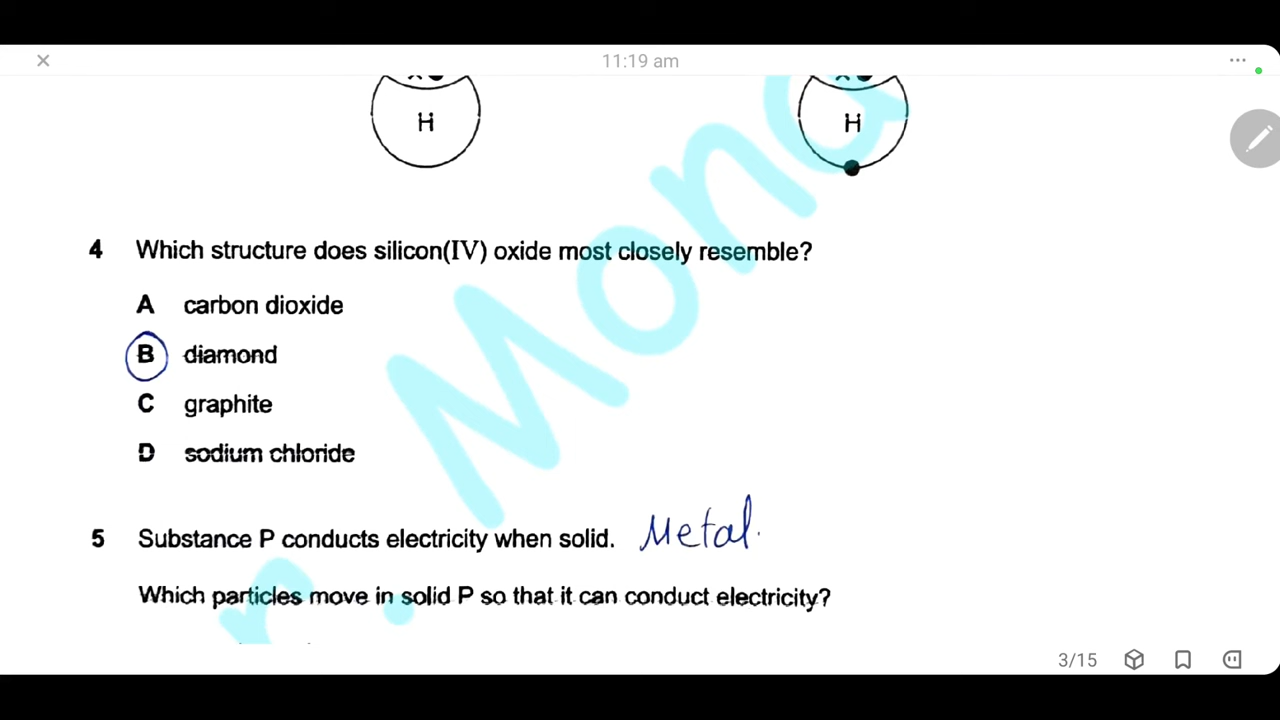 11:19 am
H H
4 Which structure does silicon(IV) oxide most closely resemble?
A carbon dioxide
B diamond
C graphite
D sodium chloride
5 Substance P conducts electricity when solid. Metal.
Which particles move in solid P so that it can conduct electricity?
3/15